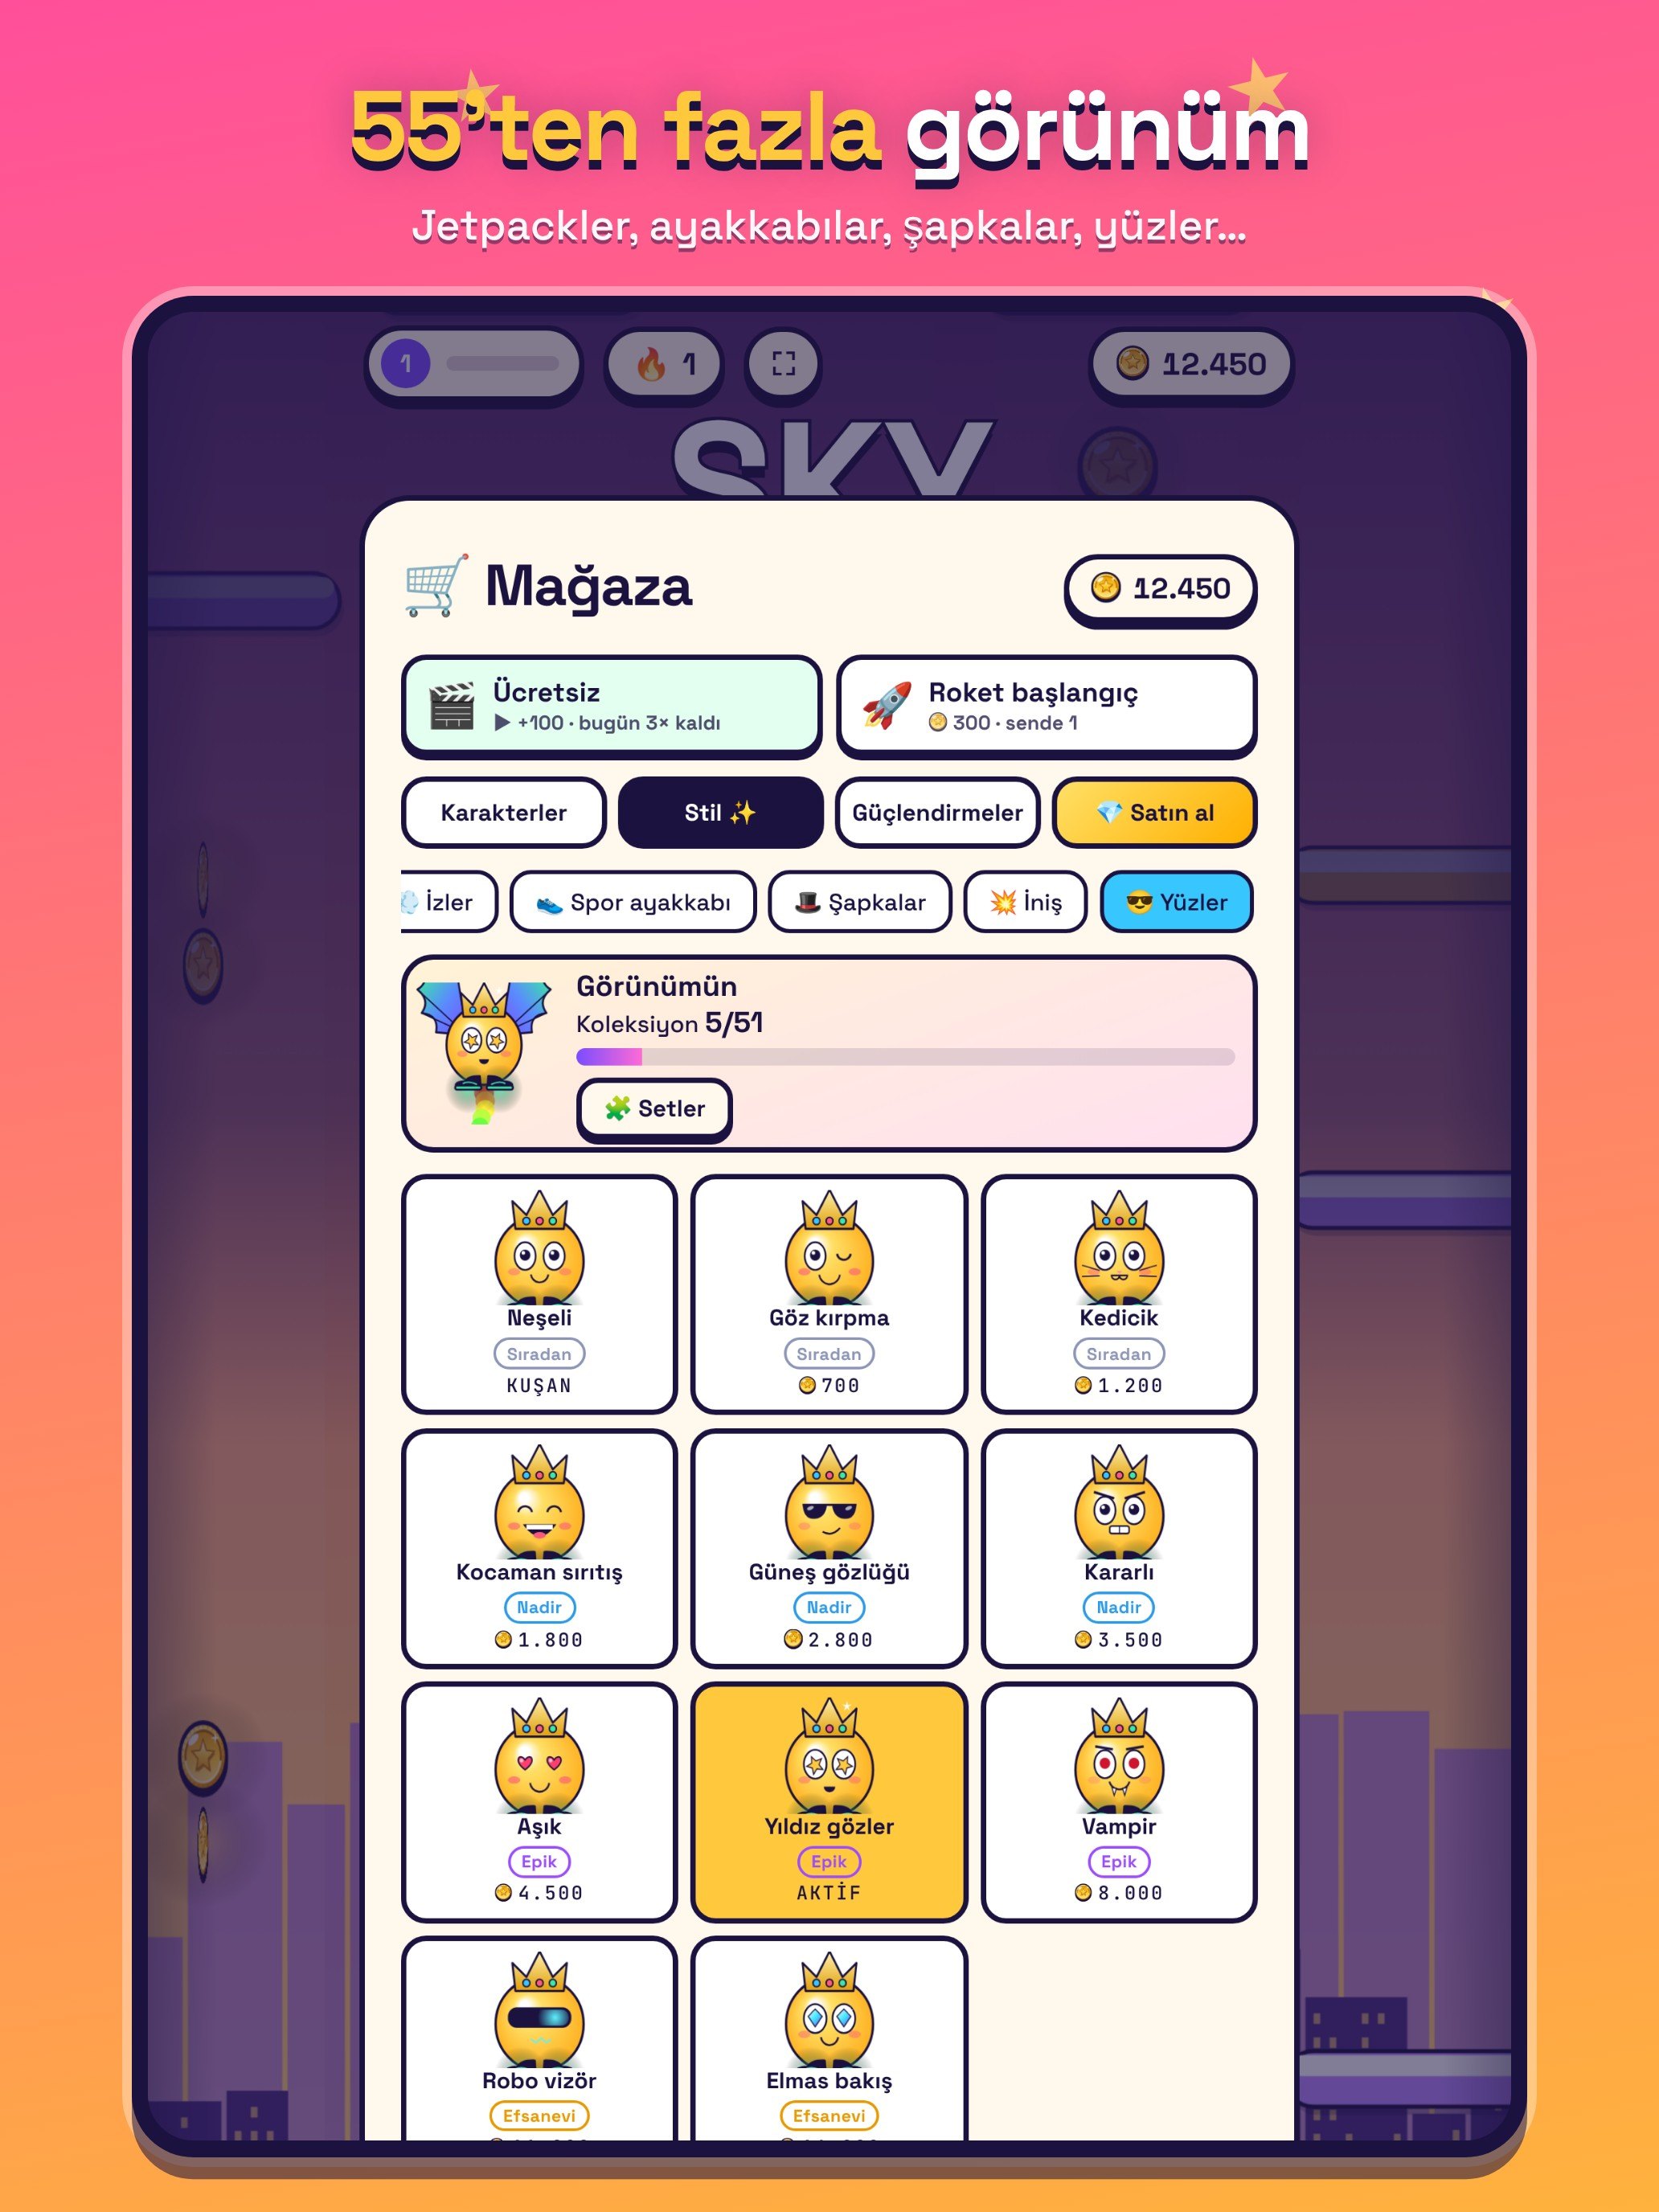 55'ten fazla görünüm
Jetpackler, ayakkabılar, şapkalar, yüzler...
1
1
12.450
SKY
Mağaza
12.450
Ücretsiz
+100 · bugün 3× kaldı
Roket başlangıç
300 · sende 1
Karakterler
Stil
Güçlendirmeler
Satın al
İzler
Spor ayakkabı
Şapkalar
İniş
Yüzler
Görünümün
Koleksiyon 5/51
Setler
Neşeli
Sıradan
KUŞAN
Göz kırpma
Sıradan
700
Kedicik
Sıradan
1.200
Kocaman sırıtış
Nadir
1.800
Güneş gözlüğü
Nadir
2.800
Kararlı
Nadir
3.500
Aşık
Epik
4.500
Yıldız gözler
Epik
AKTİF
Vampir
Epik
8.000
Robo vizör
Efsanevi
Elmas bakış
Efsanevi